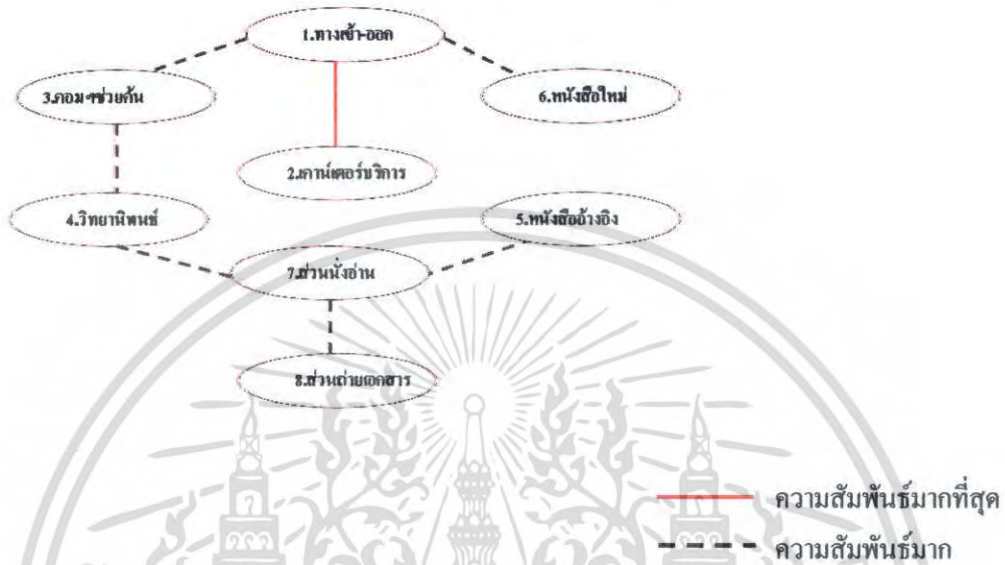 1.ทางเข้า-ออก
3.คอมฯช่วยค้น
6.หนังสือใหม่
2.เคาน์เตอร์บริการ
4.วิทยานิพนธ์
5.หนังสืออ้างอิง
7.ส่วนนั่งอ่าน
8.ส่วนถ่ายเอกสาร
ความสัมพันธ์มากที่สุด
ความสัมพันธ์มาก